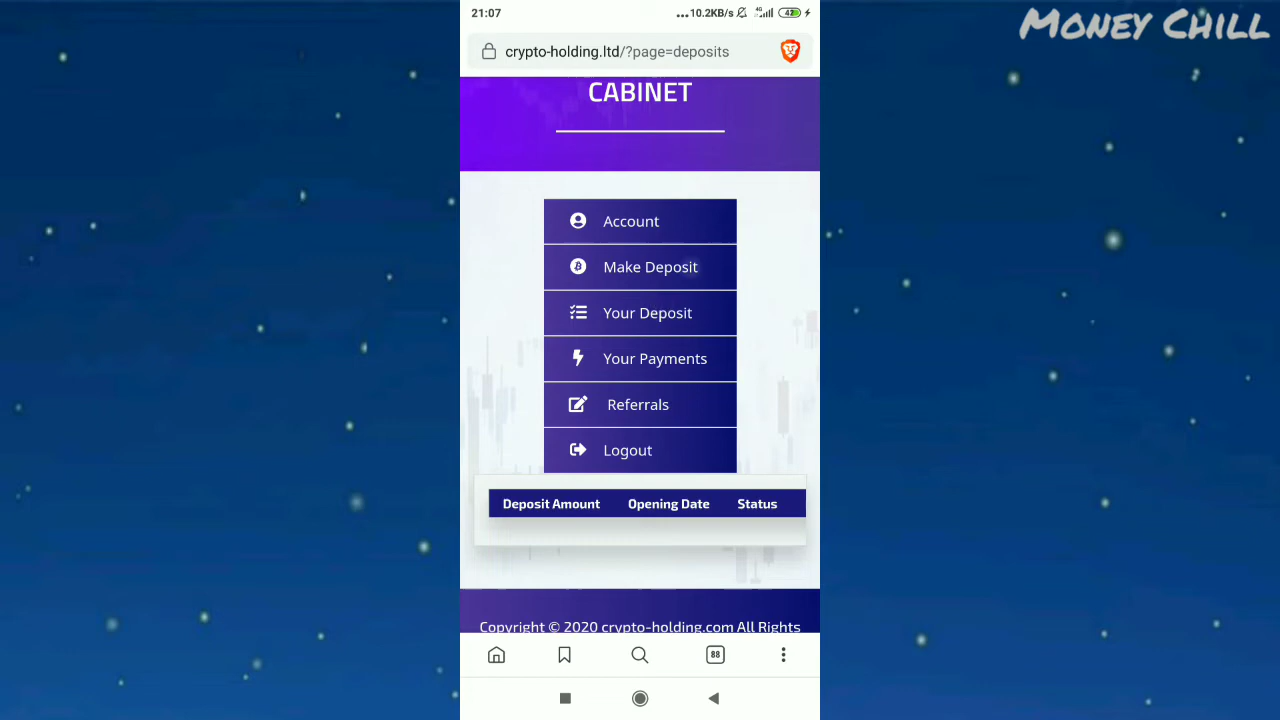 Money Chill
21:07
...10.2KB/s 4G 42
crypto-holding.ltd/?page=deposits
CABINET
Account
Make Deposit
Your Deposit
Your Payments
Referrals
Logout
Deposit Amount Opening Date Status
Copyright © 2020 crypto-holding.com All Rights
88